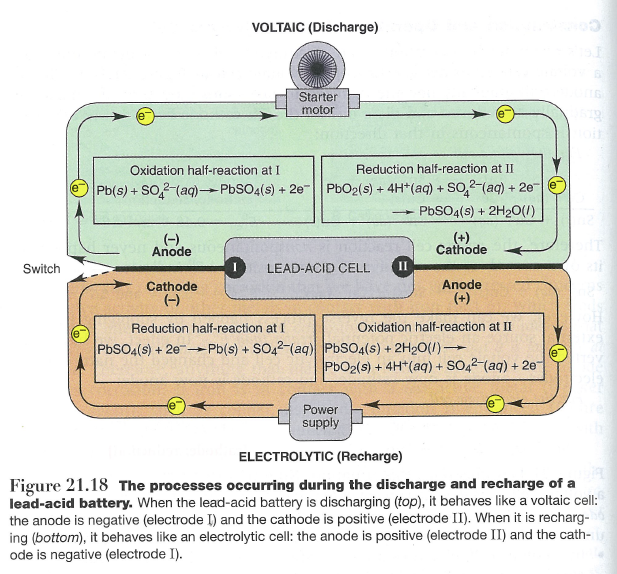 VOLTAIC (Discharge)
Starter
motor
e⁻
e⁻
e⁻
e⁻
Oxidation half-reaction at I
Pb(s) + SO₄²⁻(aq) → PbSO₄(s) + 2e⁻
Reduction half-reaction at II
PbO₂(s) + 4H⁺(aq) + SO₄²⁻(aq) + 2e⁻
→ PbSO₄(s) + 2H₂O(l)
(–)
Anode
(+)
Cathode
Switch
I
LEAD-ACID CELL
II
Cathode
(–)
Anode
(+)
Reduction half-reaction at I
PbSO₄(s) + 2e⁻ → Pb(s) + SO₄²⁻(aq)
Oxidation half-reaction at II
PbSO₄(s) + 2H₂O(l) →
PbO₂(s) + 4H⁺(aq) + SO₄²⁻(aq) + 2e⁻
e⁻
e⁻
e⁻
e⁻
Power
supply
ELECTROLYTIC (Recharge)
Figure 21.18 The processes occurring during the discharge and recharge of a
lead-acid battery. When the lead-acid battery is discharging (top), it behaves like a voltaic cell:
the anode is negative (electrode I) and the cathode is positive (electrode II). When it is recharg-
ing (bottom), it behaves like an electrolytic cell: the anode is positive (electrode II) and the cath-
ode is negative (electrode I).